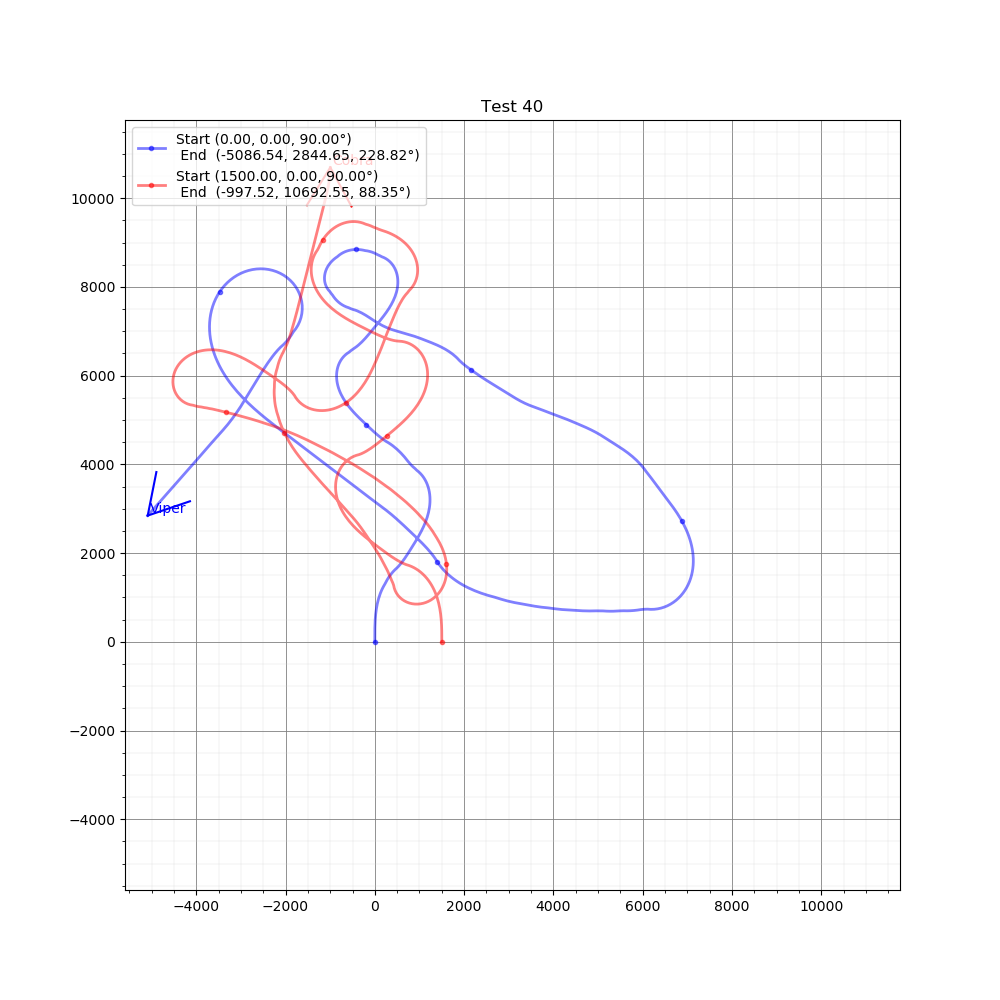 Test 40
Start (0.00, 0.00, 90.00°)
End (-5086.54, 2844.65, 228.82°)
Start (1500.00, 0.00, 90.00°)
End (-997.52, 10692.55, 88.35°)
10000
8000
6000
4000
Viper
2000
0
−2000
−4000
−4000 −2000 0 2000 4000 6000 8000 10000